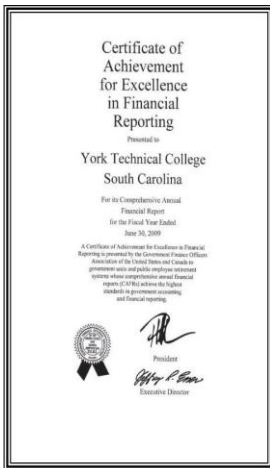 Certificate of
Achievement
for Excellence
in Financial
Reporting
Presented to
York Technical College
South Carolina
For its Comprehensive Annual
Financial Report
for the Fiscal Year Ended
June 30, 2009
A Certificate of Achievement for Excellence in Financial
Reporting is presented by the Government Finance Officers
Association of the United States and Canada to
government units and public employee retirement
systems whose comprehensive annual financial
reports (CAFRs) achieve the highest
standards in government accounting
and financial reporting.
President
Jeffrey R. Enser
Executive Director